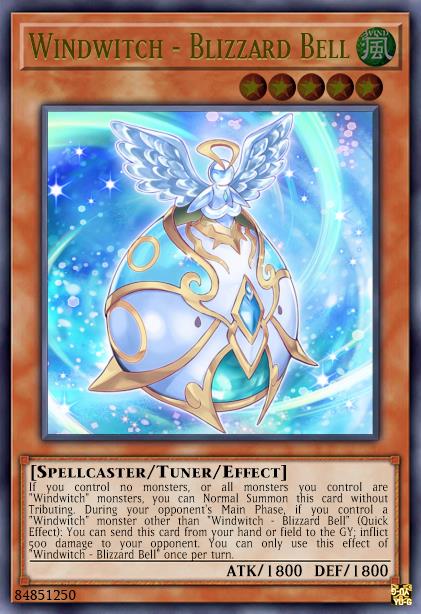 Windwitch - Blizzard Bell
WIND
風
[Spellcaster/Tuner/Effect]
If you control no monsters, or all monsters you control are
"Windwitch" monsters, you can Normal Summon this card without
Tributing. During your opponent's Main Phase, if you control a
"Windwitch" monster other than "Windwitch - Blizzard Bell" (Quick
Effect): You can send this card from your hand or field to the GY; inflict
500 damage to your opponent. You can only use this effect of
"Windwitch - Blizzard Bell" once per turn.
ATK/1800 DEF/1800
84851250